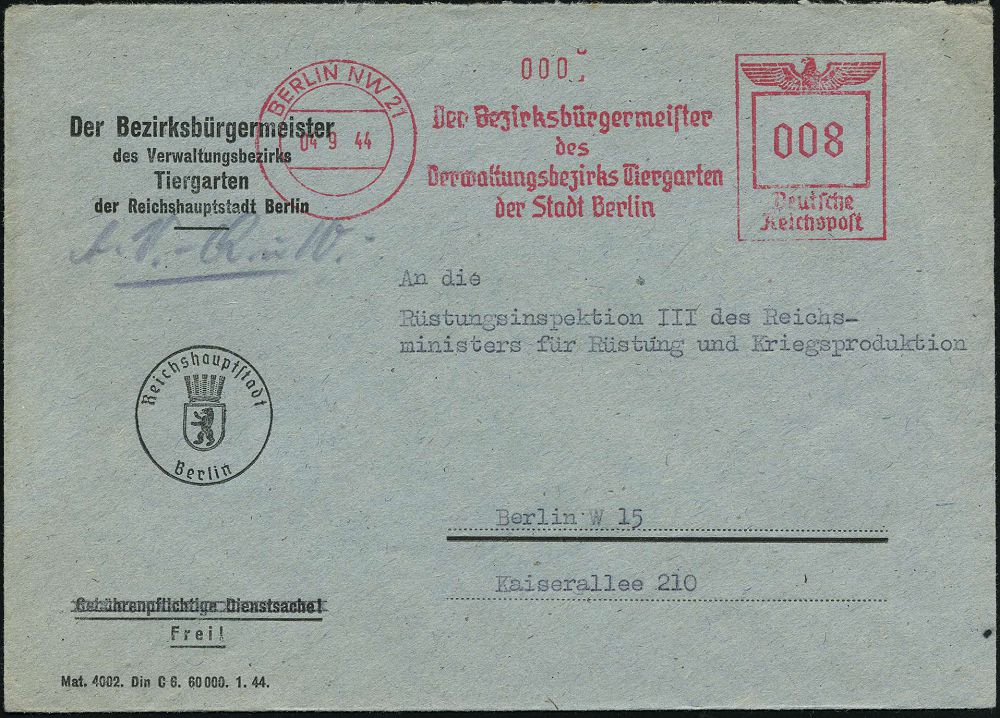 Der Bezirksbürgermeister
des Verwaltungsbezirks
Tiergarten
der Reichshauptstadt Berlin
BERLIN NW 21
04 9 44
000
Der Bezirksbürgermeister
des
Verwaltungsbezirks Tiergarten
der Stadt Berlin
008
Deutsche
Reichspost
An die
Rüstungsinspektion III des Reichs-
ministers für Rüstung und Kriegsproduktion
Reichshauptstadt
Berlin
Berlin W 15
Kaiserallee 210
Gebührenpflichtige Dienstsache!
Frei!
Mat. 4002. Din C 6. 60000. 1. 44.